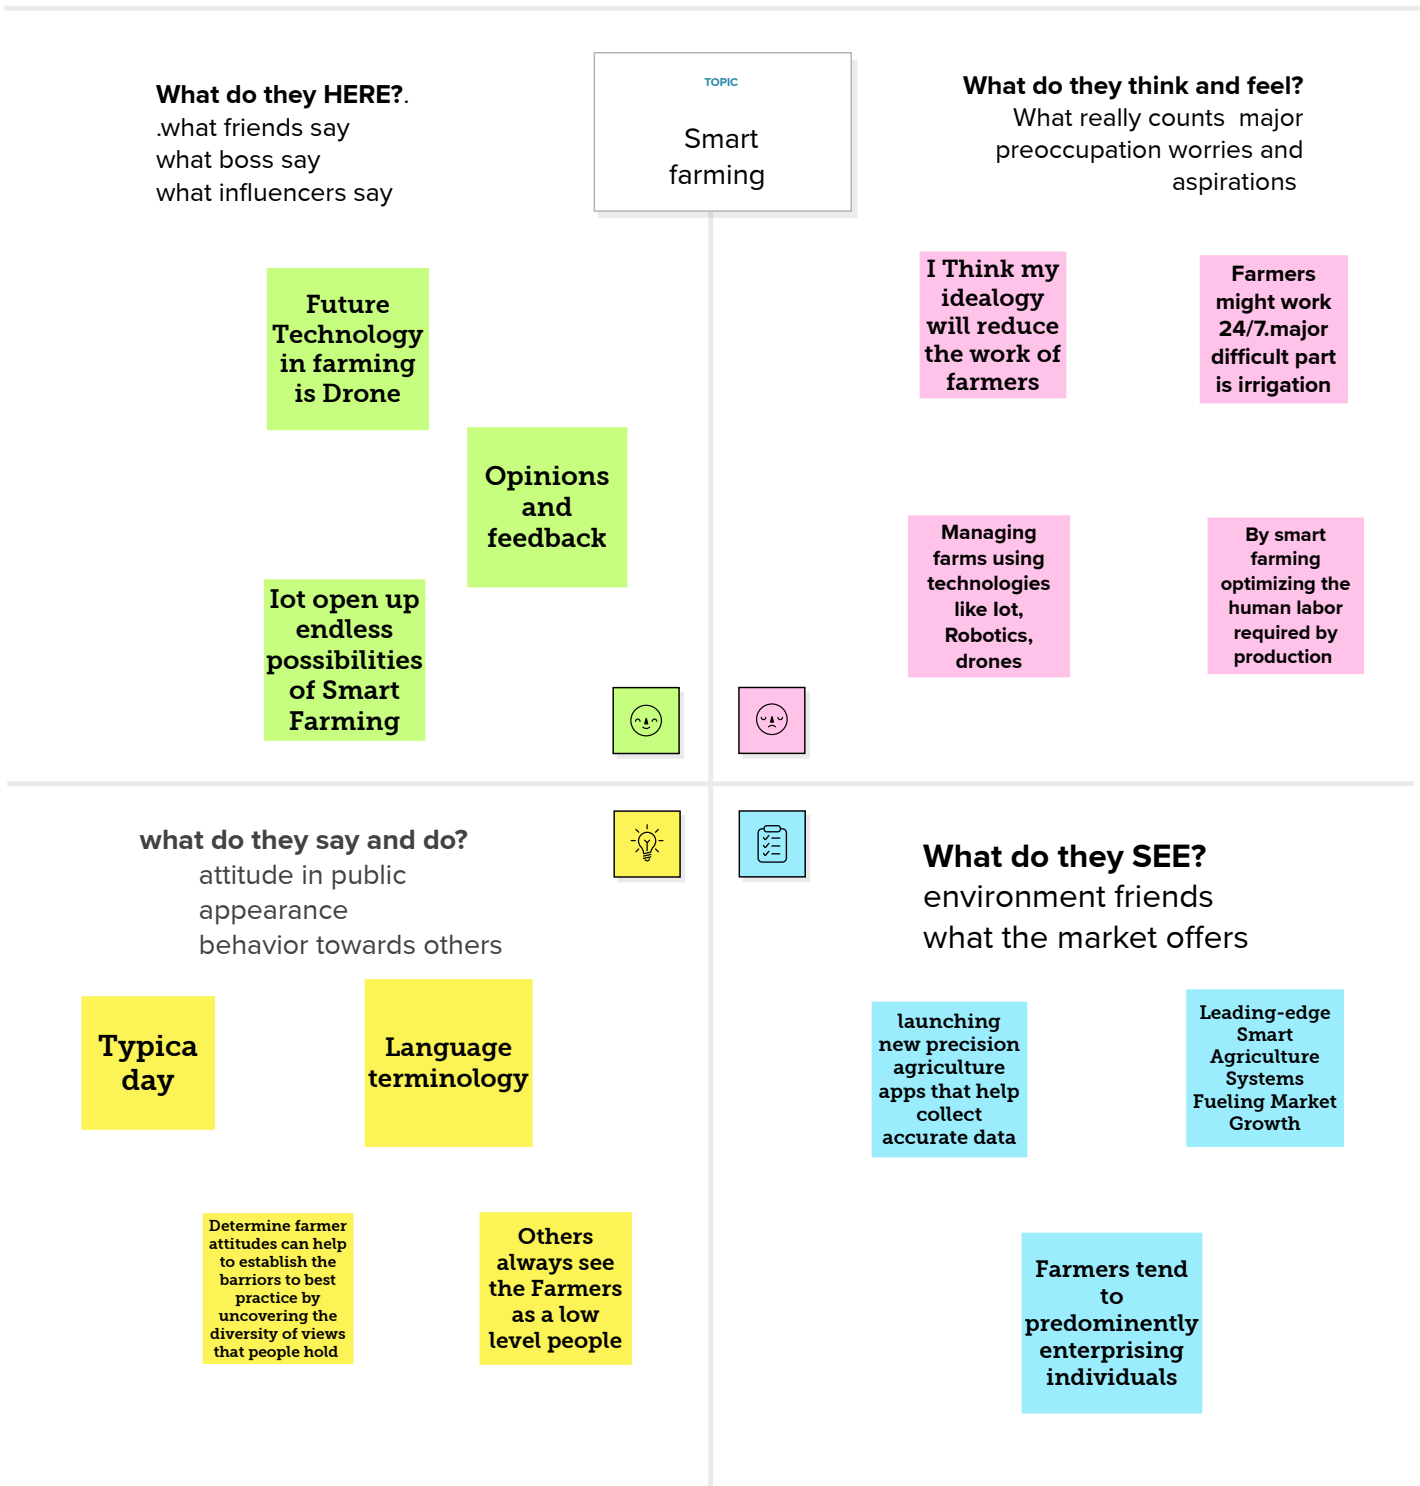 TOPIC
Smart
farming
What do they HERE?.
.what friends say
what boss say
what influencers say
Future
Technology
in farming
is Drone
Opinions
and
feedback
Iot open up
endless
possibilities
of Smart
Farming
What do they think and feel?
What really counts  major
preoccupation worries and
aspirations
I Think my
idealogy
will reduce
the work of
farmers
Farmers
might work
24/7.major
difficult part
is irrigation
Managing
farms using
technologies
like Iot,
Robotics,
drones
By smart
farming
optimizing the
human labor
required by
production
what do they say and do?
attitude in public
appearance
behavior towards others
Typica
day
Language
terminology
Determine farmer
attitudes can help
to establish the
barriors to best
practice by
uncovering the
diversity of views
that people hold
Others
always see
the Farmers
as a low
level people
What do they SEE?
environment friends
what the market offers
launching
new precision
agriculture
apps that help
collect
accurate data
Leading-edge
Smart
Agriculture
Systems
Fueling Market
Growth
Farmers tend
to
predominently
enterprising
individuals